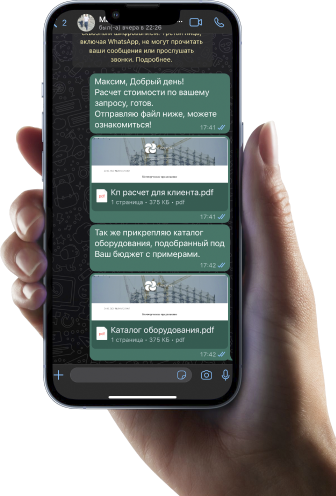 2
был(-а) вчера в 22:26
включая WhatsApp, не могут прочитать
ваши сообщения или прослушать
звонки. Подробнее.
Максим, Добрый день!
Расчет стоимости по вашему
запросу, готов.
Отправляю файл ниже, можете
ознакомиться!
17:41
Кп расчет для клиента.pdf
1 страница • 375 КБ • pdf
17:41
Так же прикрепляю каталог
оборудования, подобранный под
Ваш бюджет с примерами.
17:42
Каталог оборудования.pdf
1 страница • 375 КБ • pdf
17:42